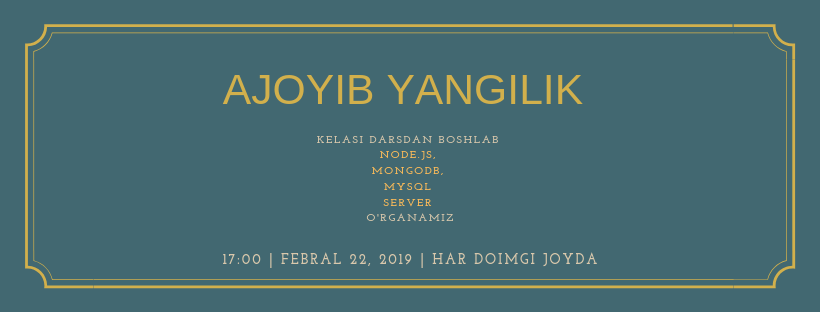 AJOYIB YANGILIK
KELASI DARSDAN BOSHLAB
NODE.JS,
MONGODB,
MYSQL
SERVER
O'RGANAMIZ
17:00 | FEBRAL 22, 2019 | HAR DOIMGI JOYDA